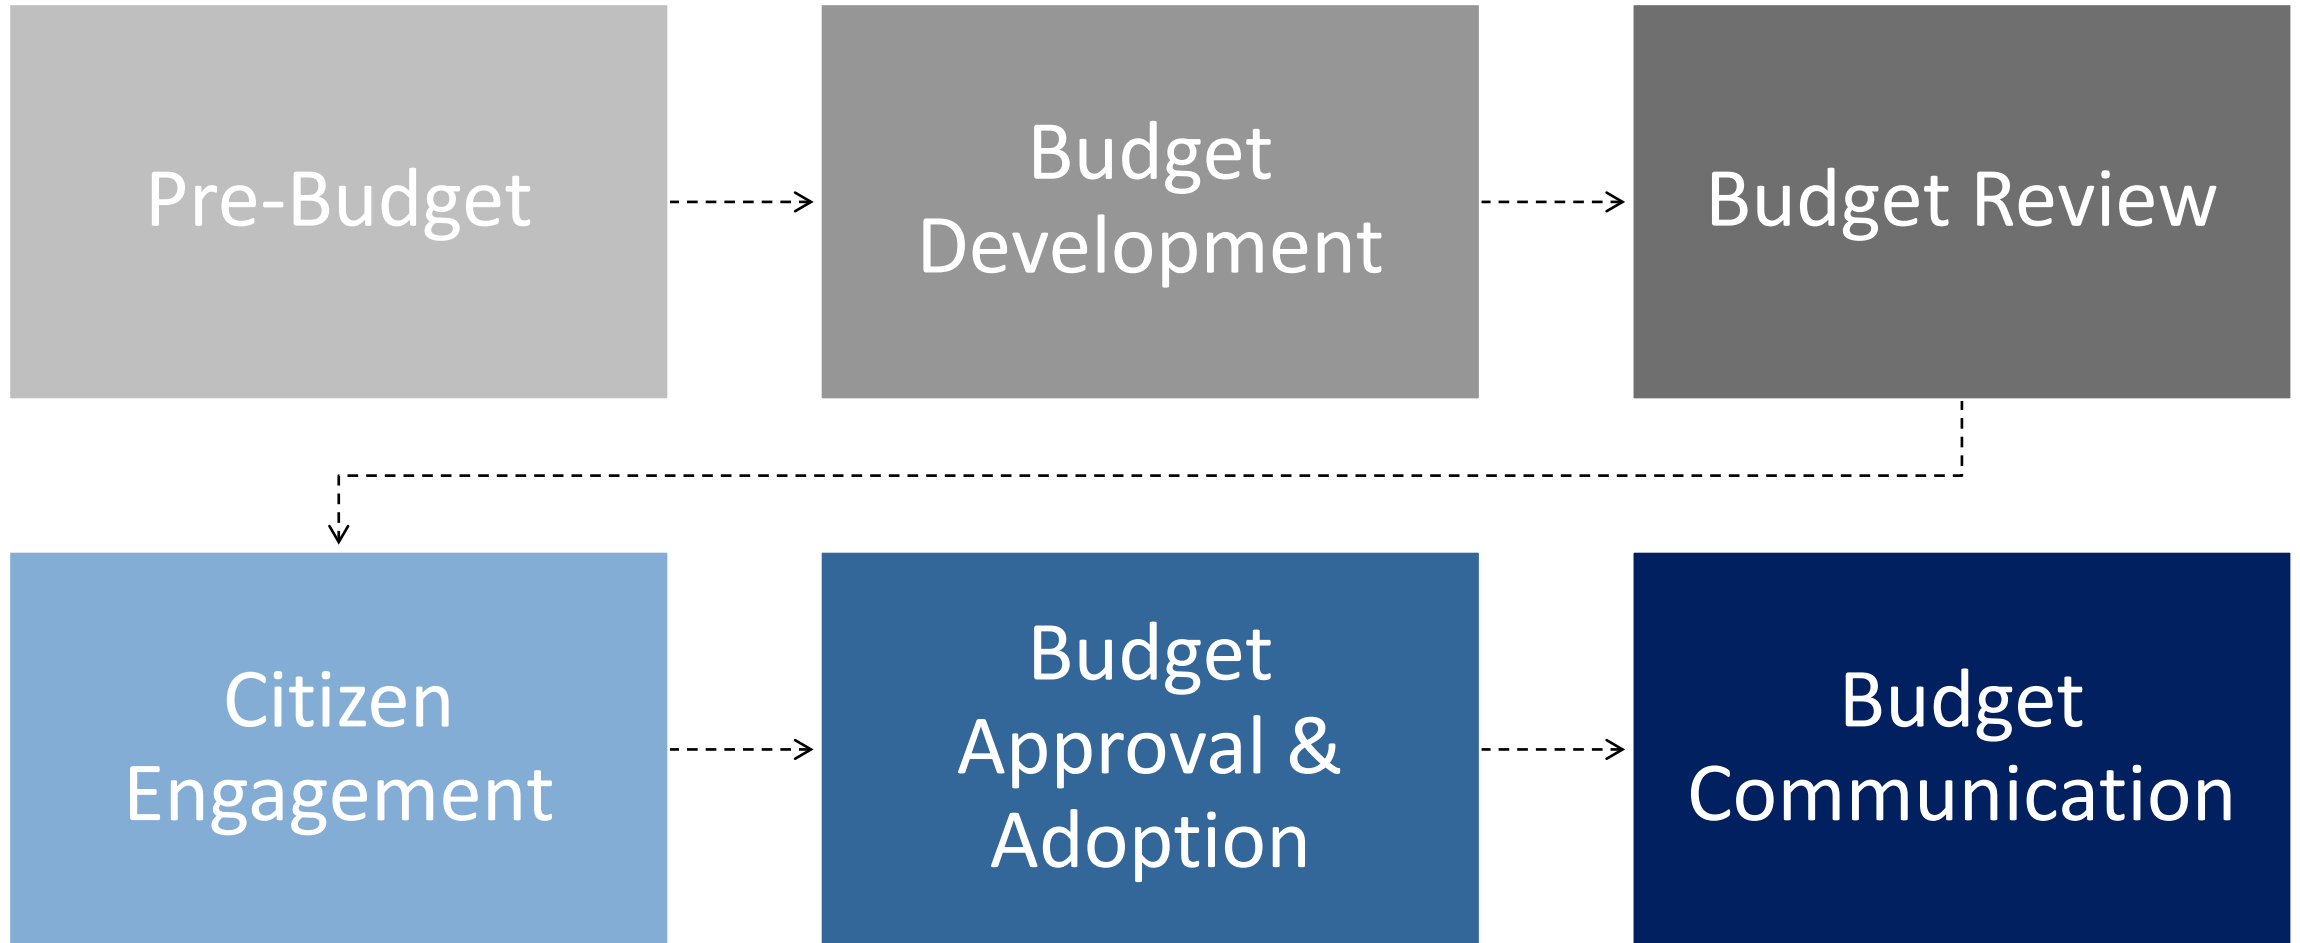 Pre-Budget
Budget
Development
Budget Review
Citizen
Engagement
Budget
Approval &
Adoption
Budget
Communication